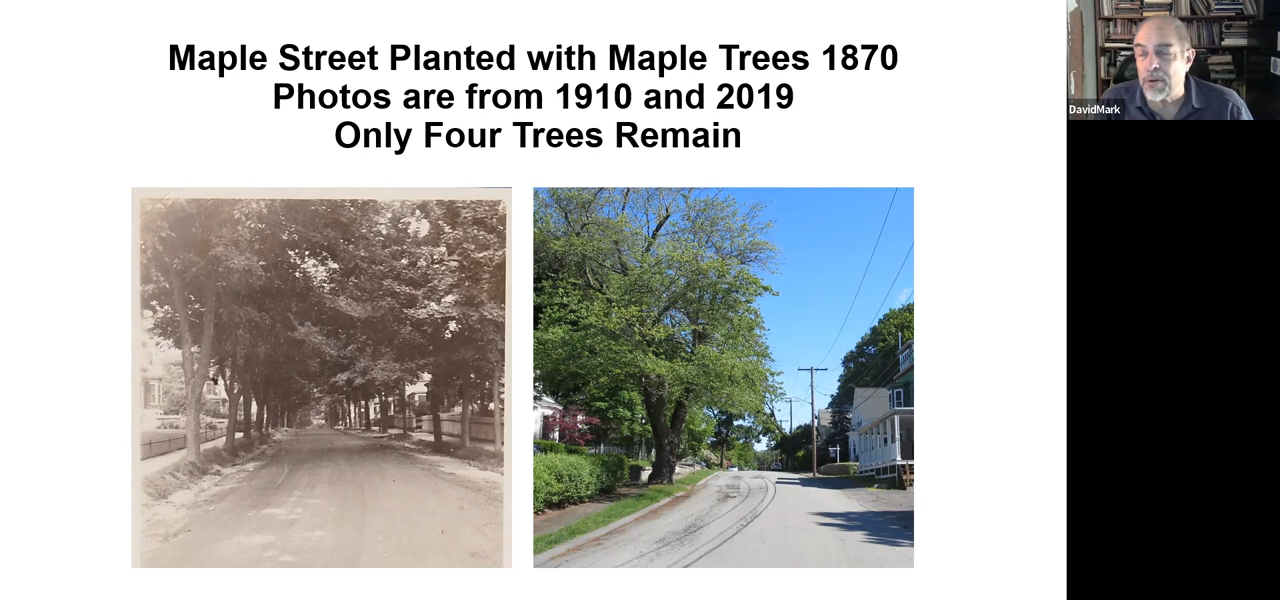 Maple Street Planted with Maple Trees 1870
Photos are from 1910 and 2019
Only Four Trees Remain
DavidMark